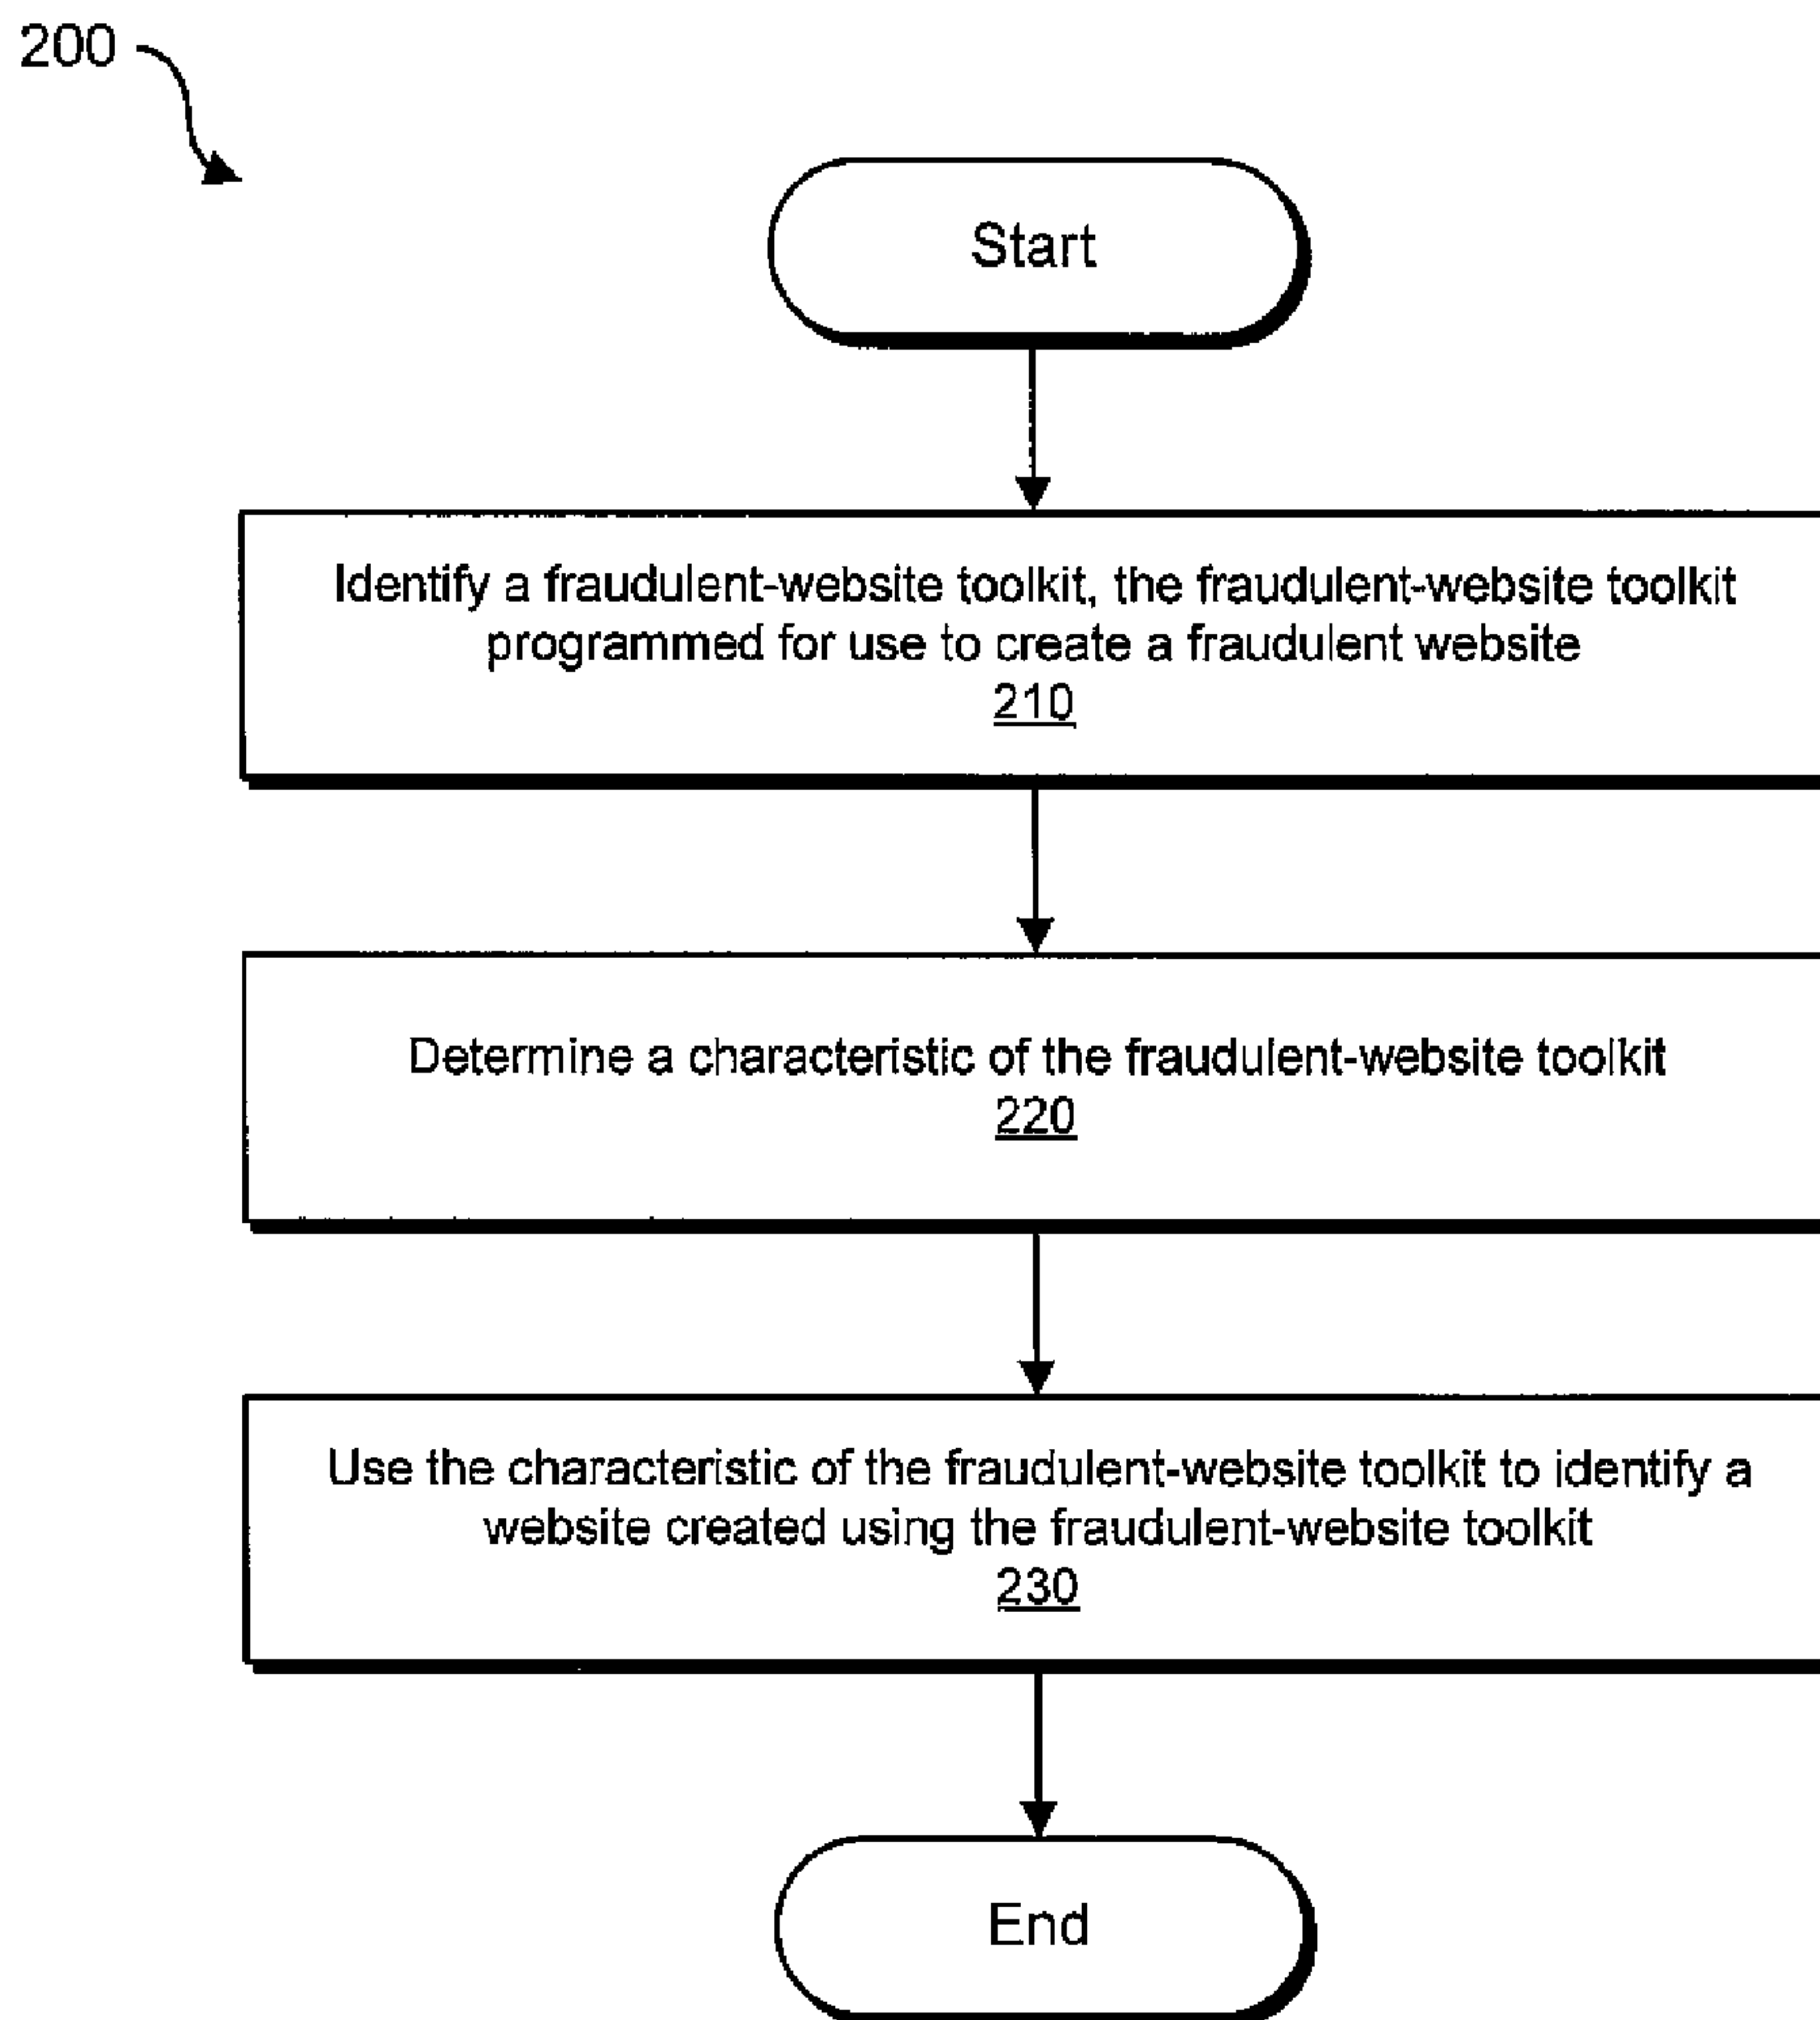 200
Start
Identify a fraudulent-website toolkit, the fraudulent-website toolkit
programmed for use to create a fraudulent website
210
Determine a characteristic of the fraudulent-website toolkit
220
Use the characteristic of the fraudulent-website toolkit to identify a
website created using the fraudulent-website toolkit
230
End